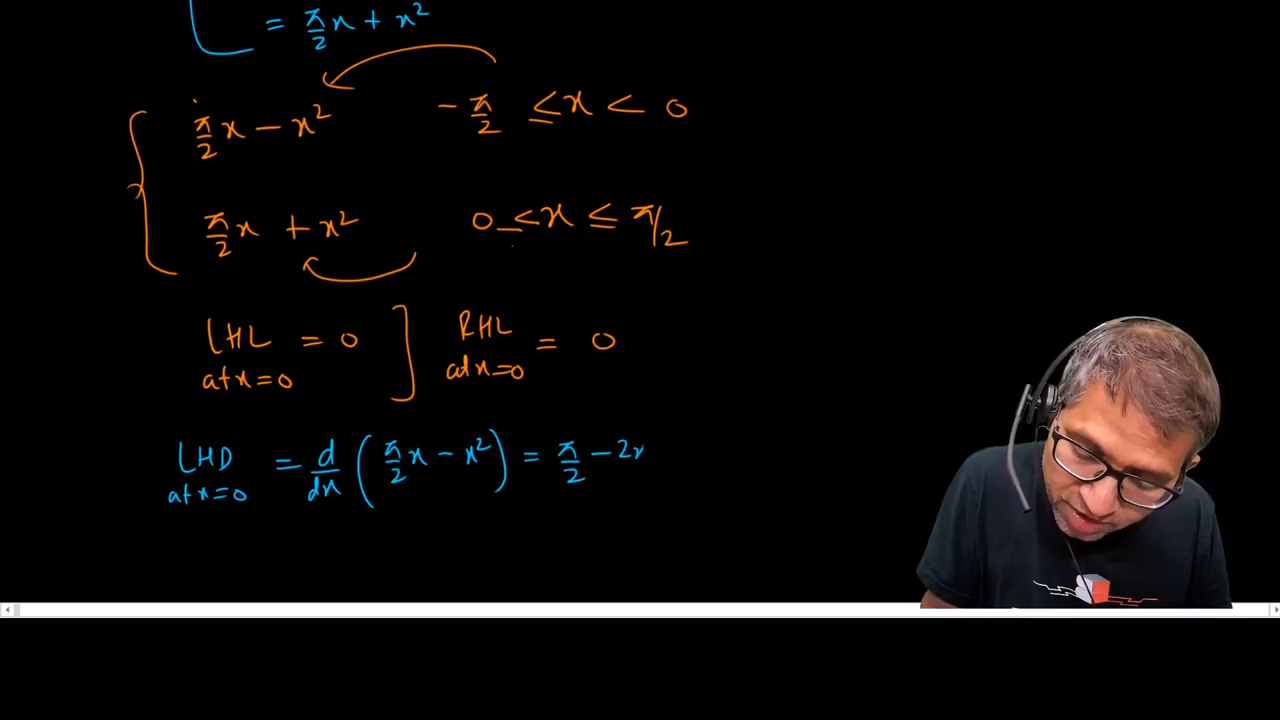 = π/2 x + x²
π/2 x − x²   −π/2 ≤ x < 0
π/2 x + x²   0 ≤ x ≤ π/2
LHL at x=0 = 0 ] RHL at x=0 = 0
LHD at x=0 = d/dx (π/2 x − x²) = π/2 − 2x